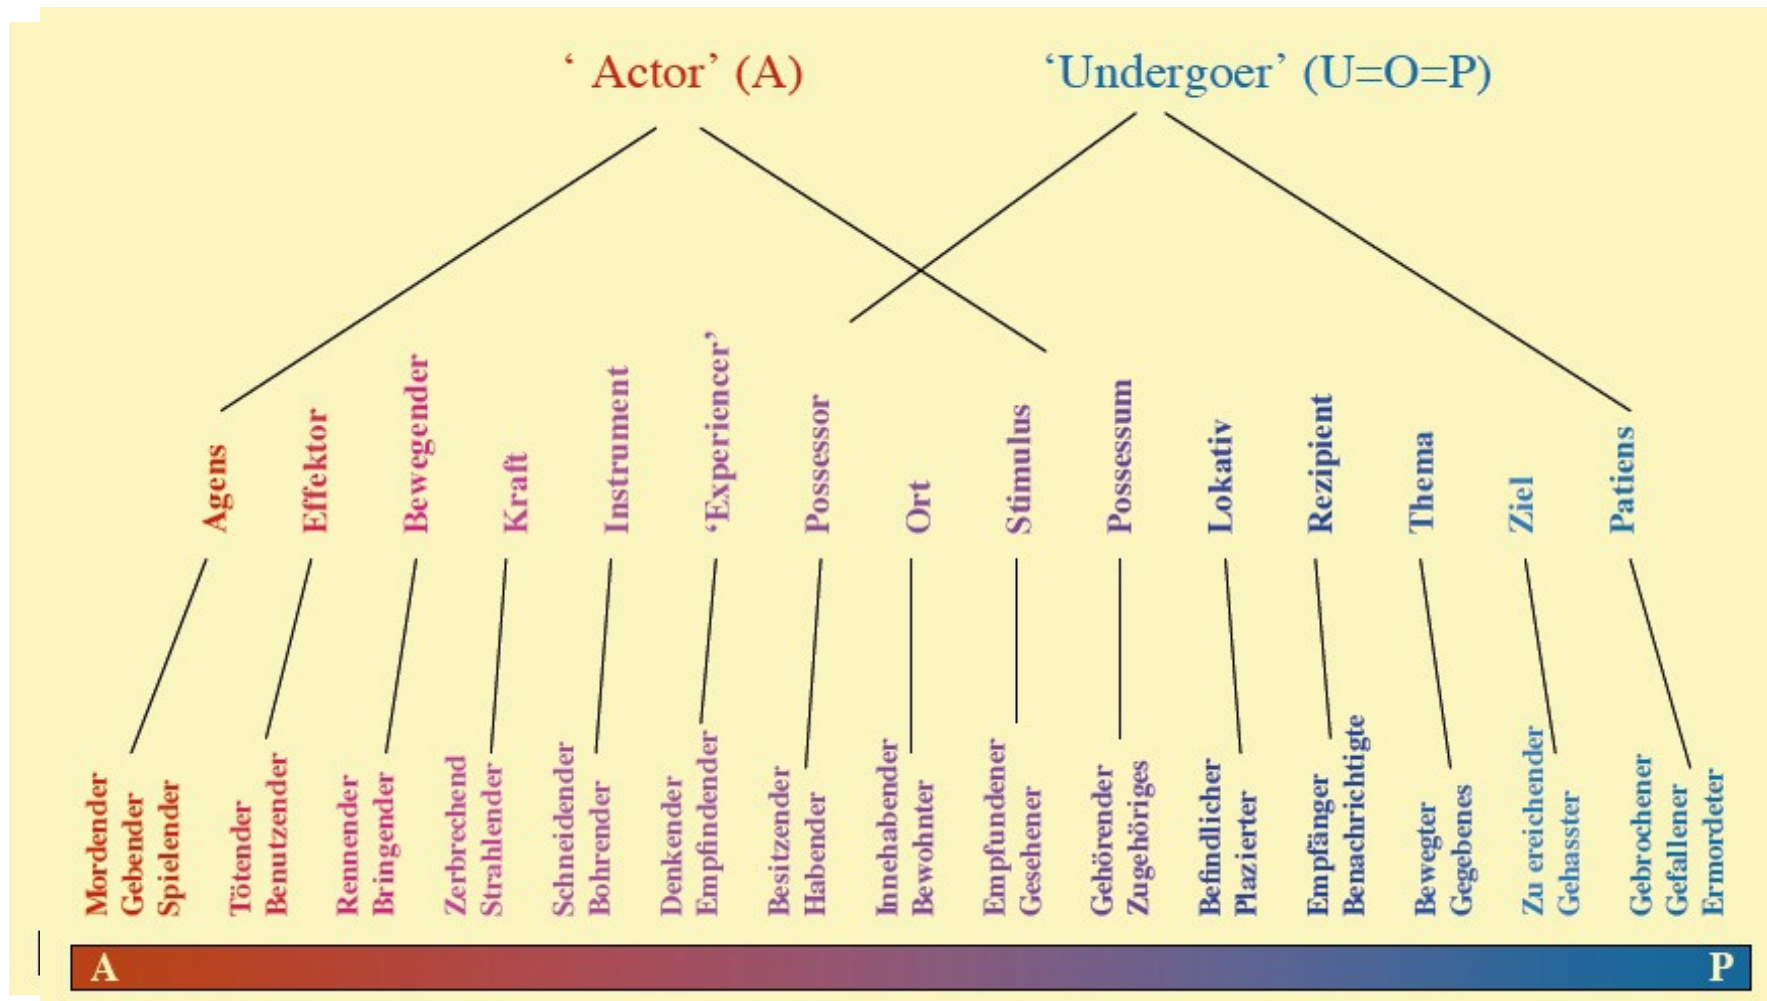 ‘ Actor’ (A)
‘Undergoer’ (U=O=P)
Agens
Effektor
Bewegender
Kraft
Instrument
‘Experiencer’
Possessor
Ort
Stimulus
Possessum
Lokativ
Rezipient
Thema
Ziel
Patiens
Mordender
Gebender
Spielender
Tötender
Benutzender
Rennender
Bringender
Zerbrechend
Strahlender
Schneidender
Bohrender
Denkender
Empfindender
Besitzender
Habender
Innehabender
Bewohnter
Empfundener
Gesehener
Gehörender
Zugehöriges
Befindlicher
Plazierter
Empfänger
Benachrichtigte
Bewegter
Gegebenes
Zu ereichender
Gehasster
Gebrochener
Gefallener
Ermordeter
A
P